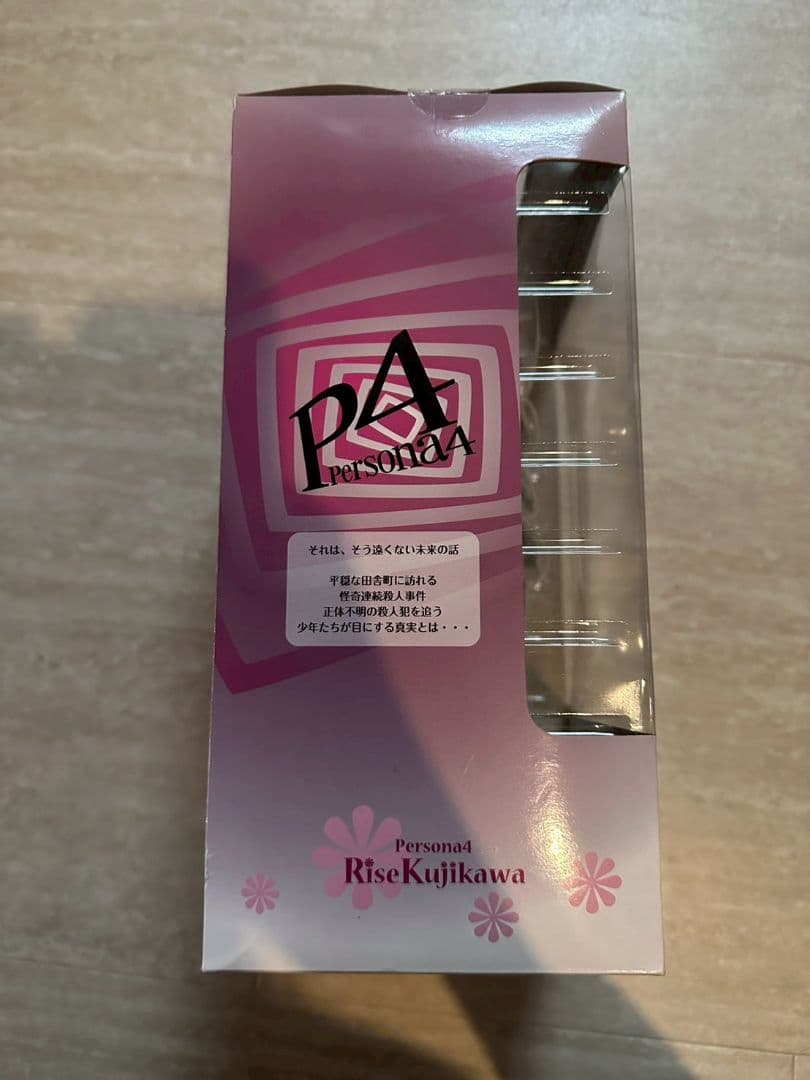 P4
Persona4
それは、そう遠くない未来の話
平穏な田舎町に訪れる
怪奇連続殺人事件
正体不明の殺人犯を追う
少年たちが目にする真実とは・・・
Persona4
RiseKujikawa